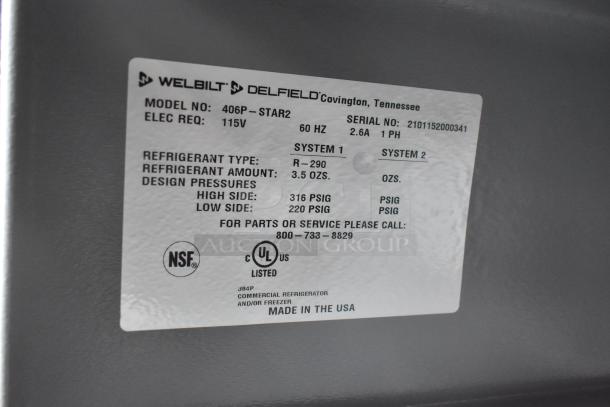 WELBILT DELFIELD Covington, Tennessee
MODEL NO: 406P-STAR2 SERIAL NO: 2101152000341
ELEC REQ: 115V 60 HZ 2.6A 1 PH
SYSTEM 1 SYSTEM 2
REFRIGERANT TYPE: R-290
REFRIGERANT AMOUNT: 3.5 OZS. OZS.
DESIGN PRESSURES
HIGH SIDE: 316 PSIG PSIG
LOW SIDE: 220 PSIG PSIG
FOR PARTS OR SERVICE PLEASE CALL:
800-733-8829
AUCTION GROUP
NSF® C UL US
LISTED
J84P
COMMERCIAL REFRIGERATOR
AND/OR FREEZER
MADE IN THE USA